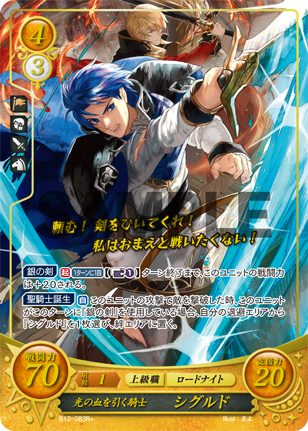 4
3
頼む! 剣をひいてくれ!
私はおまえと戦いたくない!
銀の剣 起 1ターンに1回 ターン終了まで、このユニットの戦闘力
は+20される。
聖騎士誕生 自 このユニットの攻撃で敵を撃破した時、このユニット
がこのターンに「銀の剣」を使用している場合、自分の退避エリアから
「シグルド」を1枚選び、絆エリアに置く。
戦闘力
70
射程 1 上級職 ロードナイト
支援力
20
光の血を引く騎士 シグルド
B12-083R+ Illust:まよ